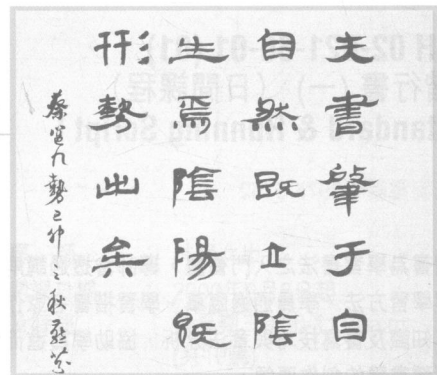 夫書肇于自
自然既立陰
生焉陰陽既
形勢出矣
蔡邕九勢己卯之秋